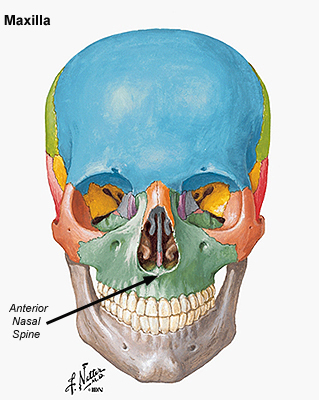 Maxilla
Anterior
Nasal
Spine
F. Netter
M.D.